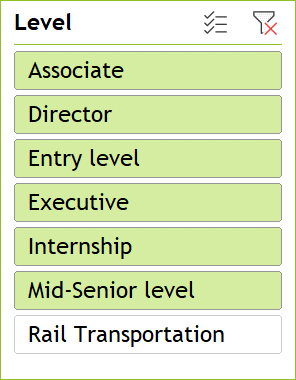 Level
Associate
Director
Entry level
Executive
Internship
Mid-Senior level
Rail Transportation